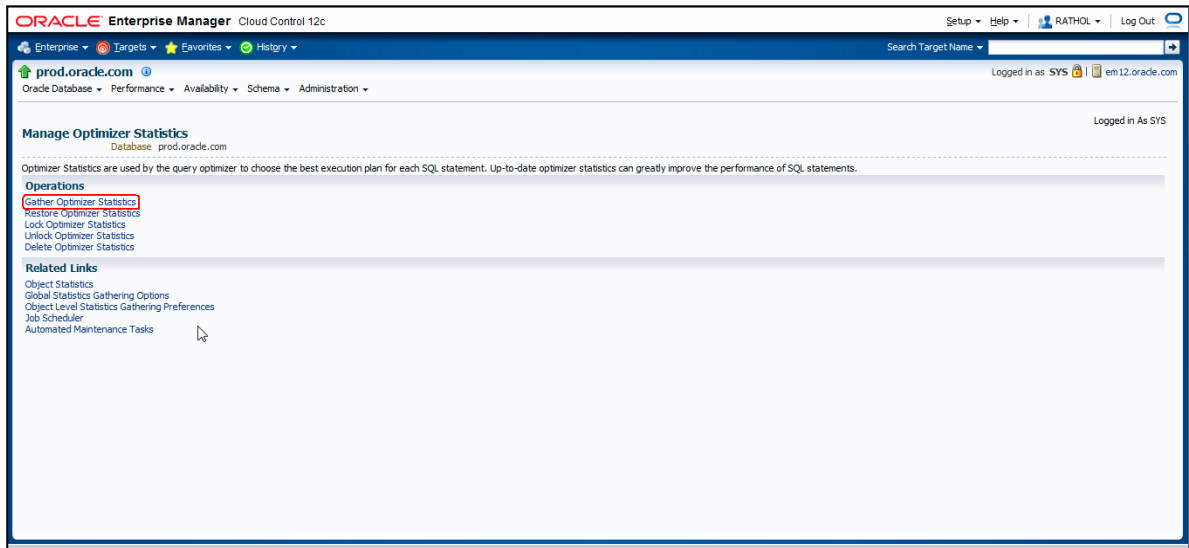 ORACLE Enterprise Manager Cloud Control 12c
Setup Help RATHOL Log Out
Enterprise Targets Favorites History
Search Target Name
prod.oracle.com
Logged in as SYS em12.oracle.com
Oracle Database Performance Availability Schema Administration
Logged in As SYS
Manage Optimizer Statistics
Database prod.oracle.com
Optimizer Statistics are used by the query optimizer to choose the best execution plan for each SQL statement. Up-to-date optimizer statistics can greatly improve the performance of SQL statements.
Operations
Gather Optimizer Statistics
Restore Optimizer Statistics
Lock Optimizer Statistics
Unlock Optimizer Statistics
Delete Optimizer Statistics
Related Links
Object Statistics
Global Statistics Gathering Options
Object Level Statistics Gathering Preferences
Job Scheduler
Automated Maintenance Tasks